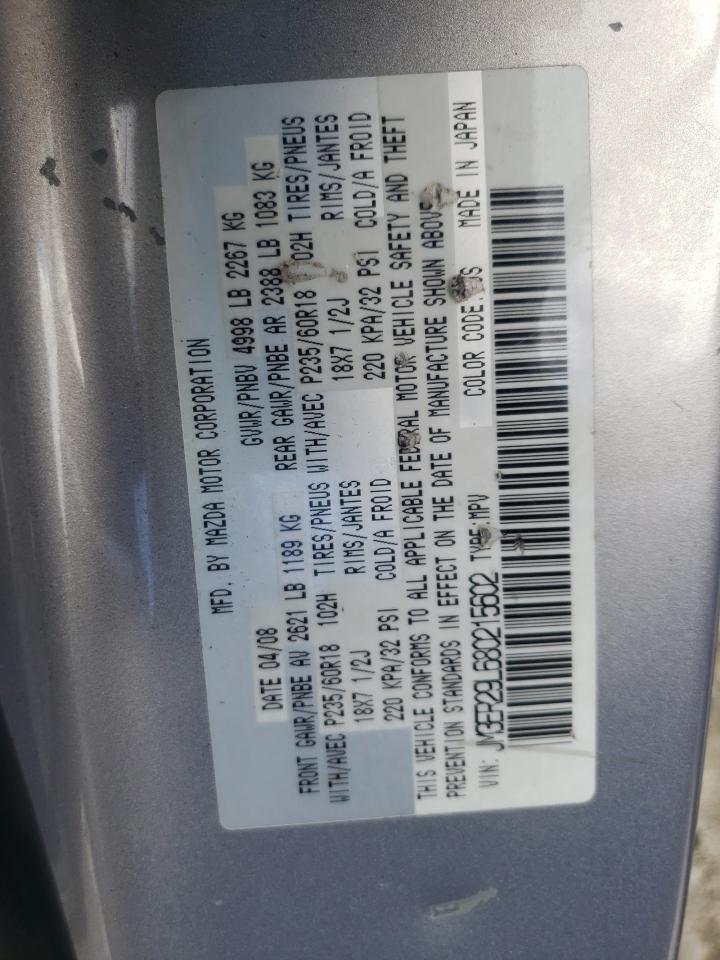 MFD. BY MAZDA MOTOR CORPORATION
DATE 04/08 GVWR/PNBV 4998 LB 2267 KG
FRONT GAWR/PNBE AV 2621 LB 1189 KG REAR GAWR/PNBE AR 2388 LB 1083 KG
WITH/AVEC P235/60R18 102H TIRES/PNEUS WITH/AVEC P235/60R18 102H TIRES/PNEUS
18X7 1/2J RIMS/JANTES 18X7 1/2J RIMS/JANTES
220 KPA/32 PSI COLD/A FROID 220 KPA/32 PSI COLD/A FROID
THIS VEHICLE CONFORMS TO ALL APPLICABLE FEDERAL MOTOR VEHICLE SAFETY AND THEFT
PREVENTION STANDARDS IN EFFECT ON THE DATE OF MANUFACTURE SHOWN ABOVE
VIN: JM3ER29L680215602 TYPE:MPV COLOR CODE: MADE IN JAPAN